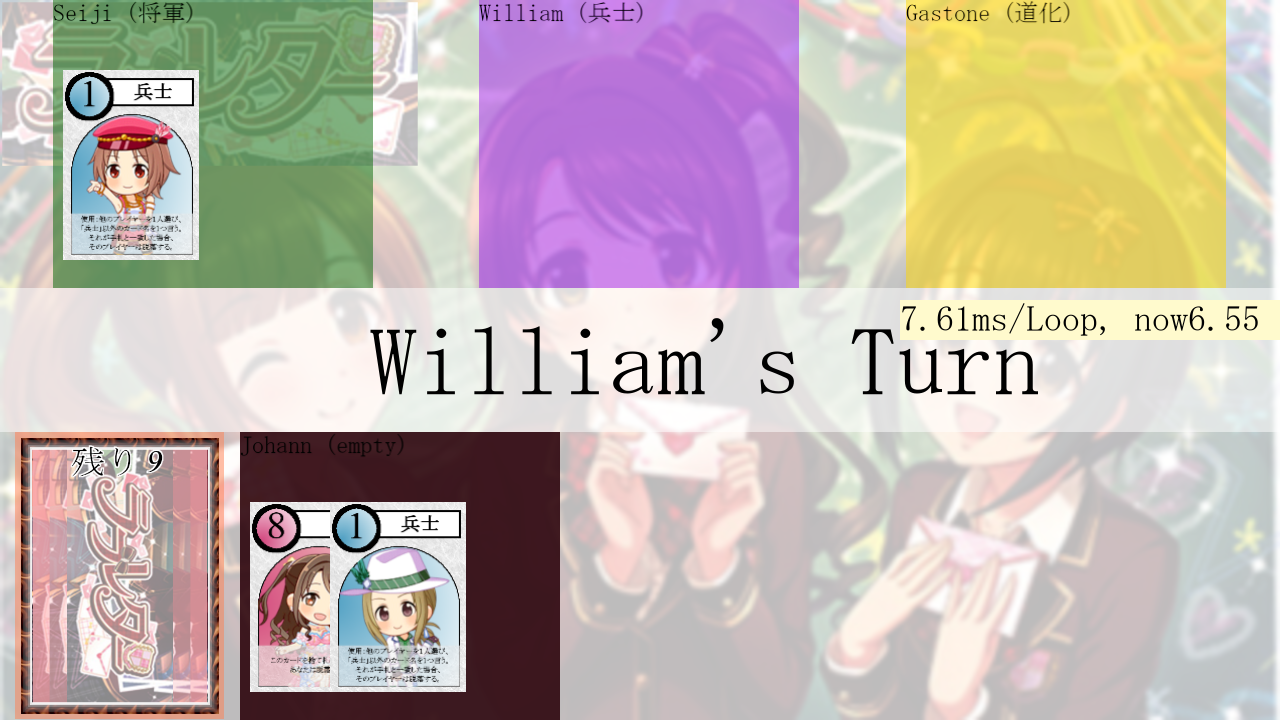 Seiji (将軍)
William (兵士)
Gastone (道化)
1 兵士
使用:他のプレイヤーを1人選び、
「兵士」以外のカード名を1つ言う。
それが手札と一致した場合、
そのプレイヤーは脱落する。
7.61ms/Loop, now6.55
William's Turn
残り9
ラブレター
Johann (empty)
8
1 兵士
このカードを捨て
あなたは脱落
使用:他のプレイヤーを1人選び、
「兵士」以外のカード名を1つ言う。
それが手札と一致した場合、
そのプレイヤーは脱落する。